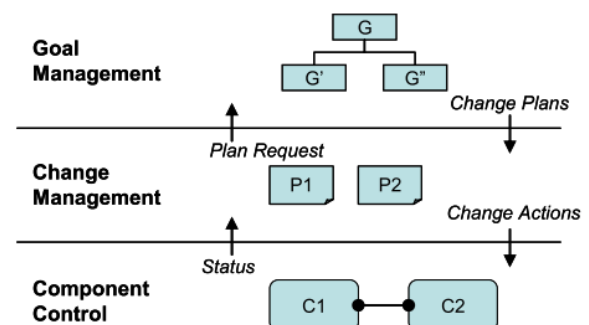 G
Goal
Management
G’ G”
Change Plans
Plan Request
Change
Management
P1 P2
Change Actions
Status
Component
Control
C1 C2